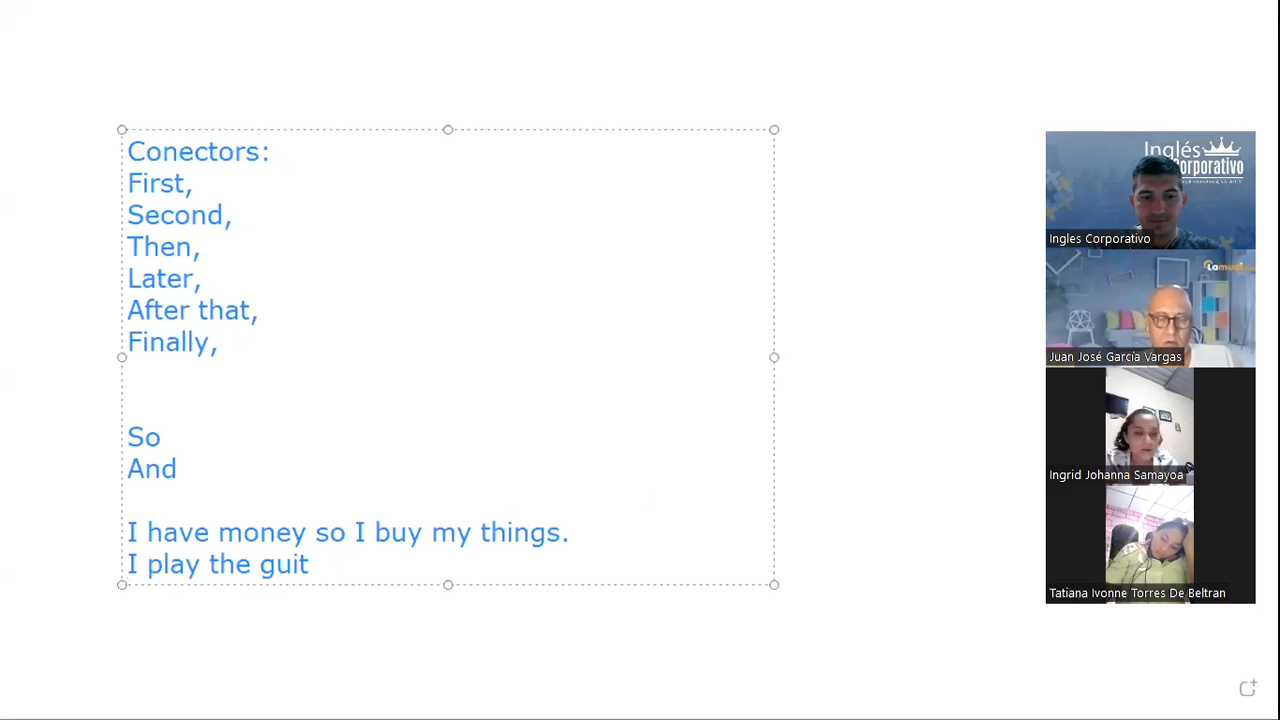 Conectors:
First,
Second,
Then,
Later,
After that,
Finally,
So
And
I have money so I buy my things.
I play the guit
Inglés
Corporativo
Ingles Corporativo
Juan José García Vargas
Ingrid Johanna Samayoa
Tatiana Ivonne Torres De Beltran